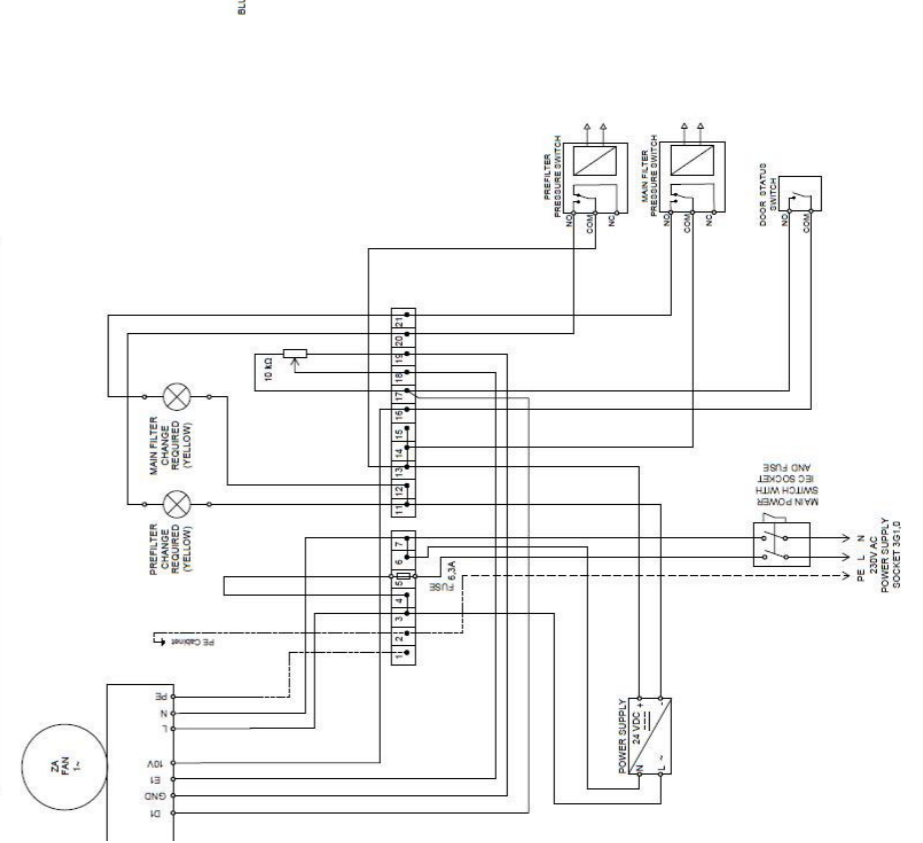 BLU
PREFILTER
PRESSURE SWITCH
NO
COM
NC
MAIN FILTER
PRESSURE SWITCH
NO
COM
NC
DOOR STATUS
SWITCH
NO
COM
21
20
19
18
17
16
15
14
13
12
11
10 kΩ
MAIN FILTER
CHANGE
REQUIRED
(YELLOW)
PREFILTER
CHANGE
REQUIRED
(YELLOW)
7
6
5
4
3
2
1
FUSE
6,3A
PE Cabinet
MAIN POWER
SWITCH WITH
IEC SOCKET
AND FUSE
PE L N
230V AC
POWER SUPPLY
SOCKET 3G1,0
ZA
FAN
1~
PE
N
L
10V
E1
GND
D1
POWER SUPPLY
24 VDC
+
-
N
L ~